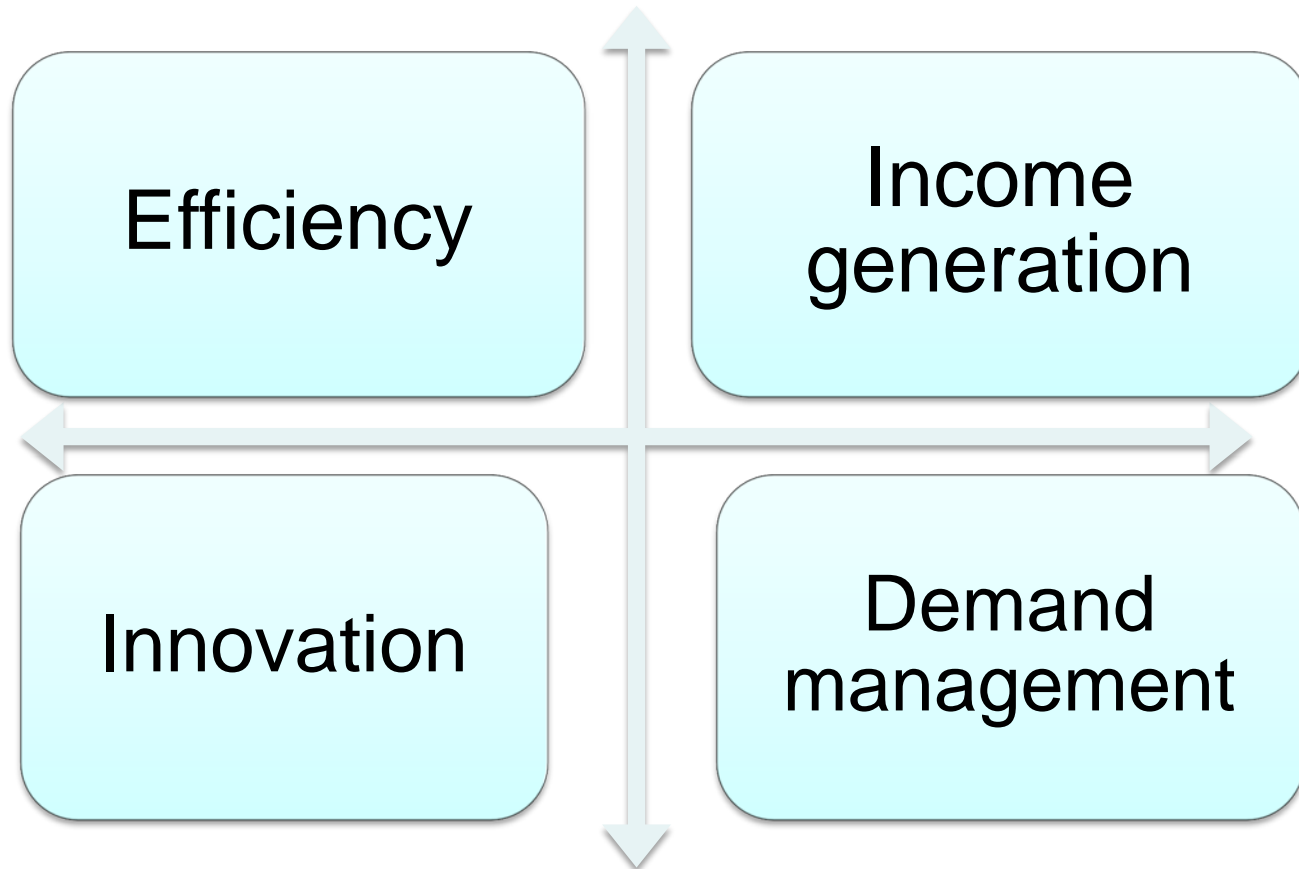 Efficiency
Income
generation
Innovation
Demand
management